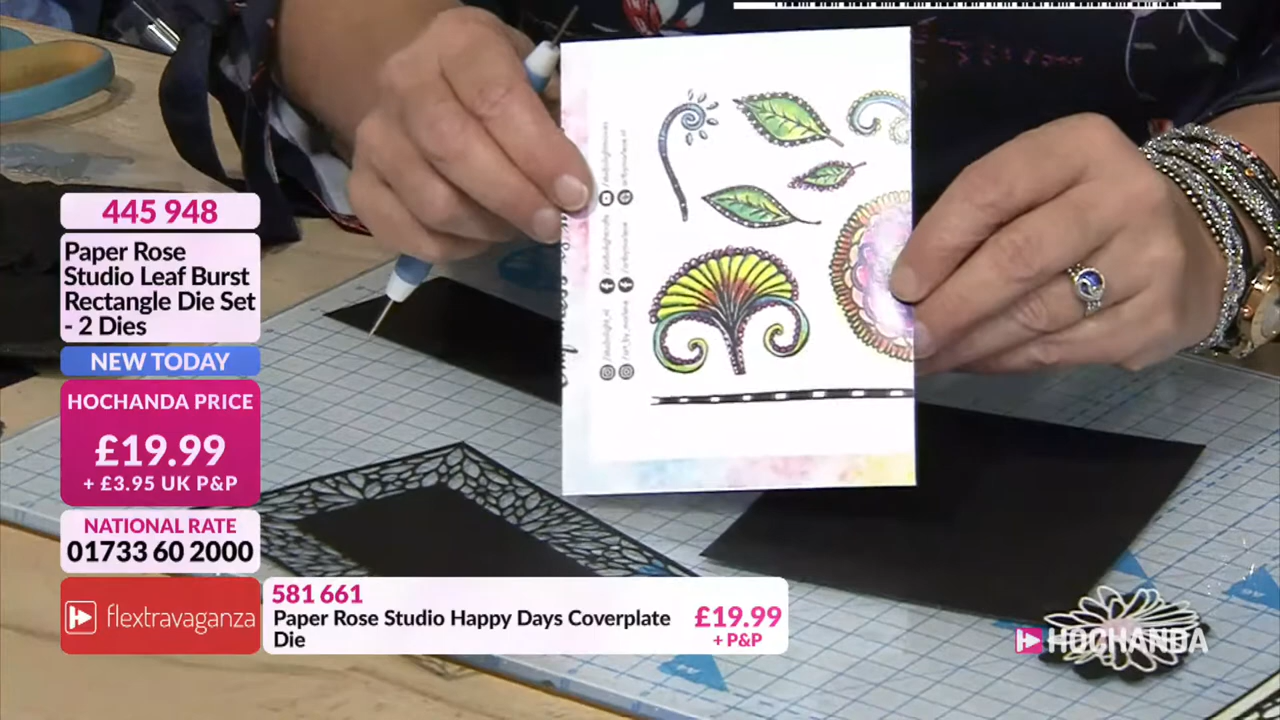 445 948
Paper Rose
Studio Leaf Burst
Rectangle Die Set
- 2 Dies
NEW TODAY
HOCHANDA PRICE
£19.99
+ £3.95 UK P&P
NATIONAL RATE
01733 60 2000
flextravaganza
581 661
Paper Rose Studio Happy Days Coverplate
Die
£19.99
+ P&P
HOCHANDA